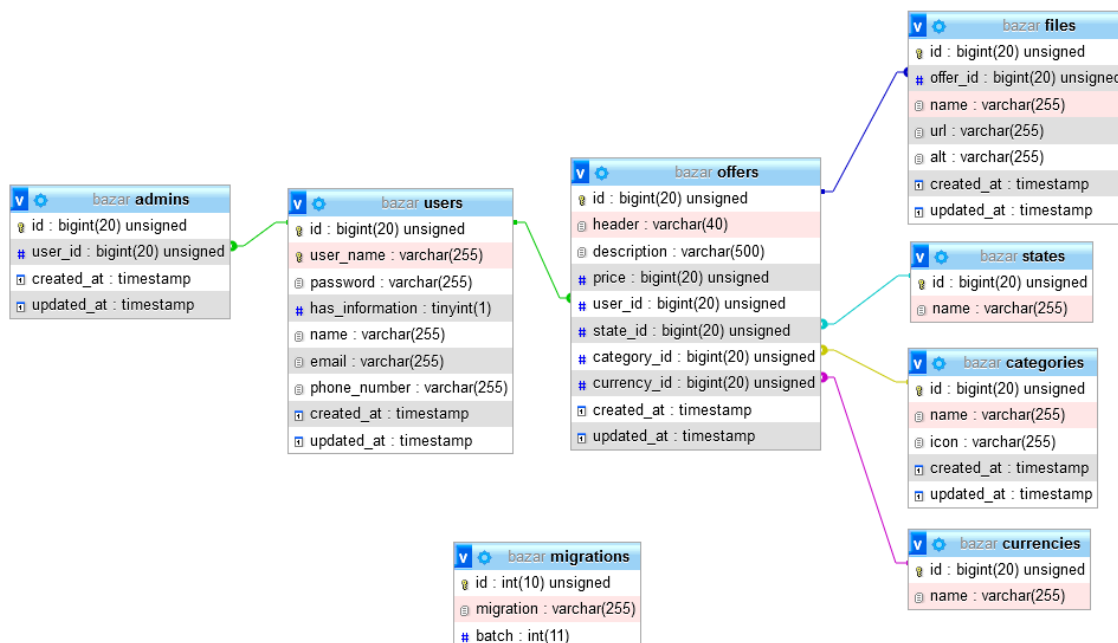 bazar admins
id : bigint(20) unsigned
user_id : bigint(20) unsigned
created_at : timestamp
updated_at : timestamp
bazar users
id : bigint(20) unsigned
user_name : varchar(255)
password : varchar(255)
has_information : tinyint(1)
name : varchar(255)
email : varchar(255)
phone_number : varchar(255)
created_at : timestamp
updated_at : timestamp
bazar offers
id : bigint(20) unsigned
header : varchar(40)
description : varchar(500)
price : bigint(20) unsigned
user_id : bigint(20) unsigned
state_id : bigint(20) unsigned
category_id : bigint(20) unsigned
currency_id : bigint(20) unsigned
created_at : timestamp
updated_at : timestamp
bazar files
id : bigint(20) unsigned
offer_id : bigint(20) unsigned
name : varchar(255)
url : varchar(255)
alt : varchar(255)
created_at : timestamp
updated_at : timestamp
bazar states
id : bigint(20) unsigned
name : varchar(255)
bazar categories
id : bigint(20) unsigned
name : varchar(255)
icon : varchar(255)
created_at : timestamp
updated_at : timestamp
bazar currencies
id : bigint(20) unsigned
name : varchar(255)
bazar migrations
id : int(10) unsigned
migration : varchar(255)
batch : int(11)